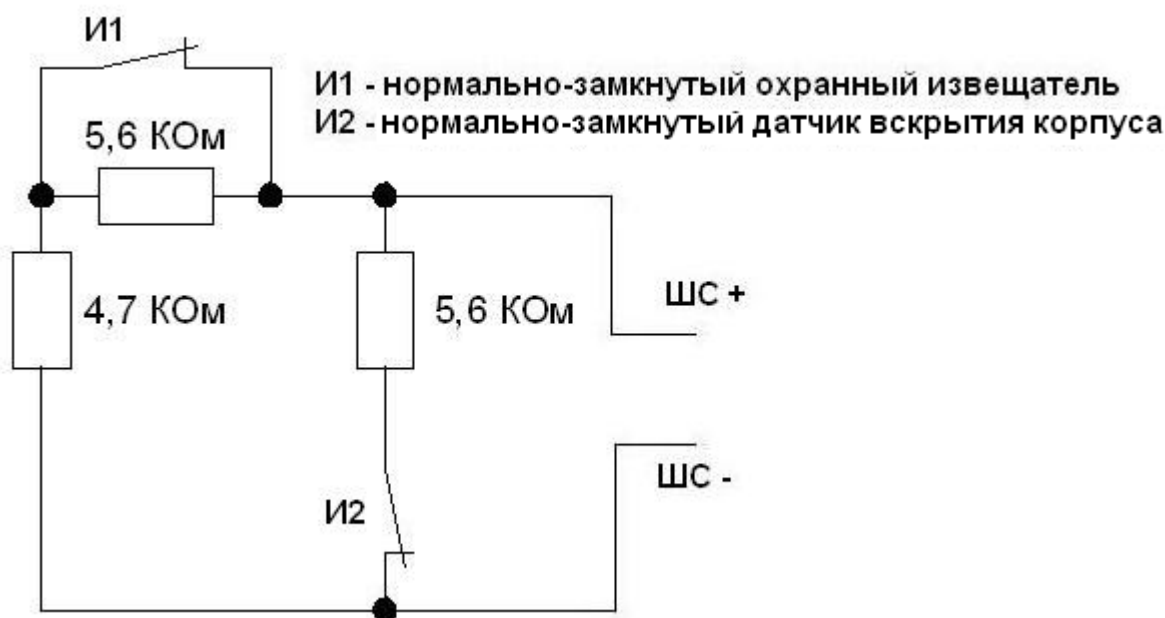 И1
И1 - нормально-замкнутый охранный извещатель
И2 - нормально-замкнутый датчик вскрытия корпуса
5,6 КОм
4,7 КОм
5,6 КОм
ШС +
ШС -
И2